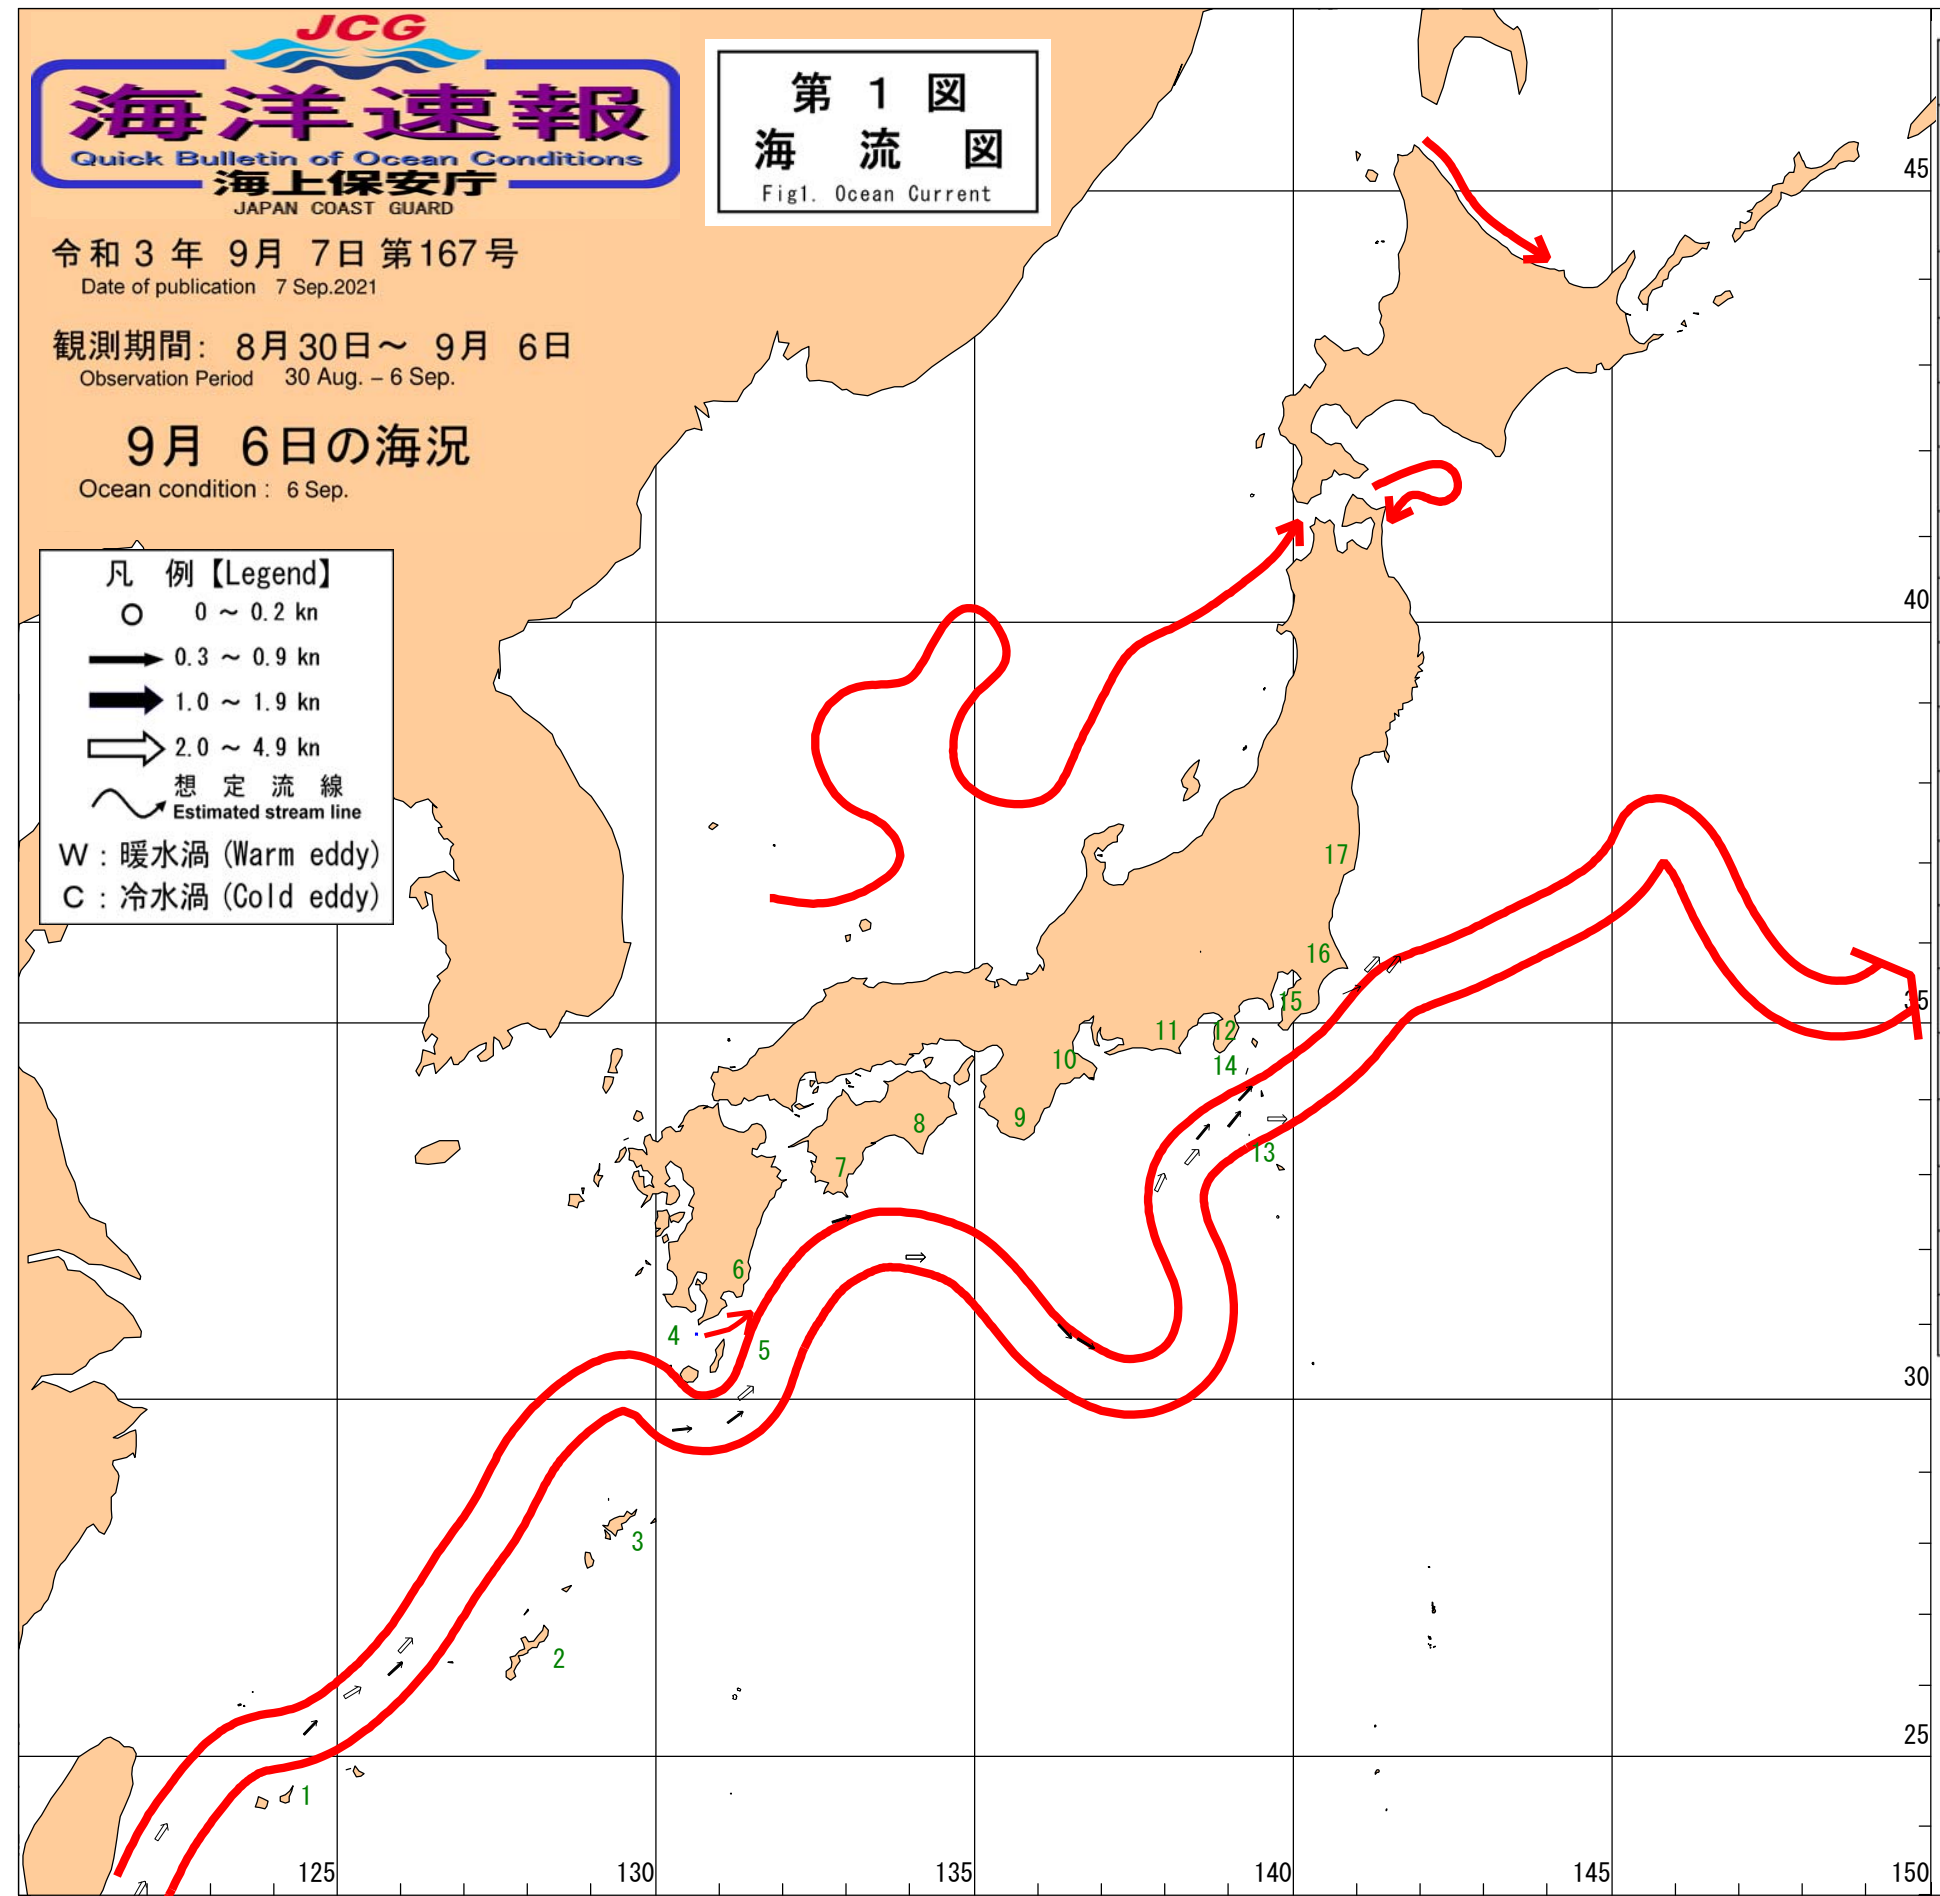 JCG
海洋速報
Quick Bulletin of Ocean Conditions
海上保安庁
JAPAN COAST GUARD
第 1 図
海 流 図
Fig1. Ocean Current
令和 3 年 9月 7日 第167号
Date of publication 7 Sep.2021
観測期間: 8月30日～ 9月 6日
Observation Period 30 Aug. – 6 Sep.
9月 6日の海況
Ocean condition : 6 Sep.
凡 例【Legend】
0 ～ 0.2 kn
0.3 ～ 0.9 kn
1.0 ～ 1.9 kn
2.0 ～ 4.9 kn
想 定 流 線
Estimated stream line
W : 暖水渦 (Warm eddy)
C : 冷水渦 (Cold eddy)
45
40
35
30
25
17
16
15
11
12
10
14
9
8
13
7
6
4
5
3
2
1
125
130
135
140
145
150